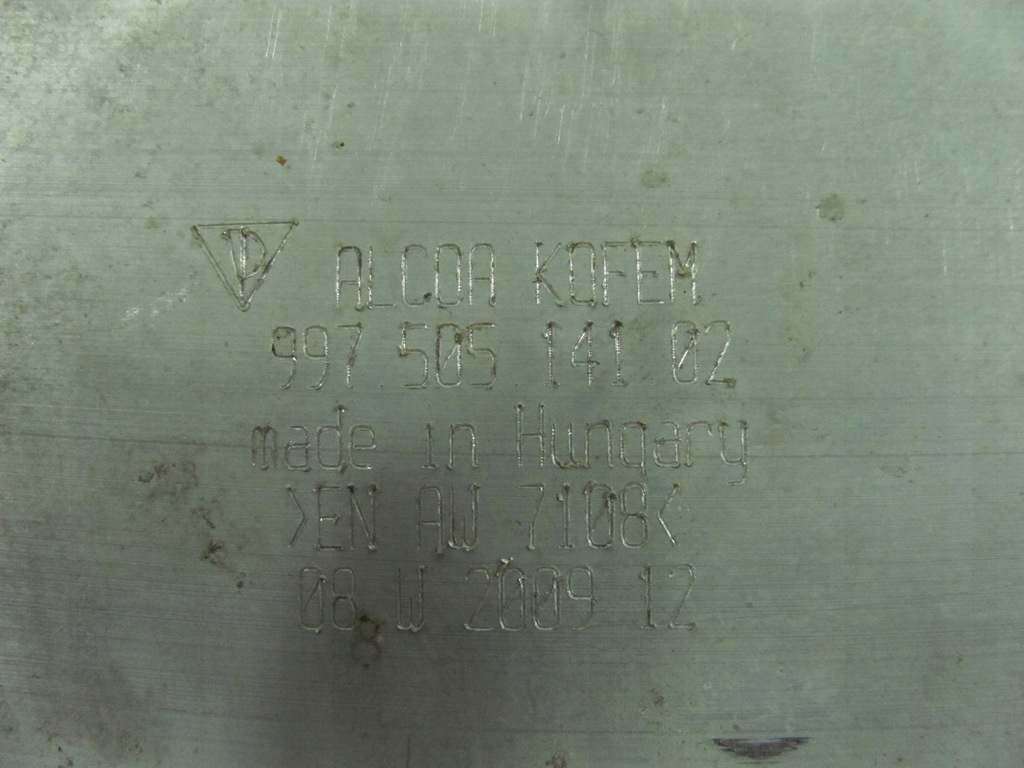 ALCOA KOFEM
997 505 141 02
made in Hungary
>EN AW 7108<
08 W 2009 12